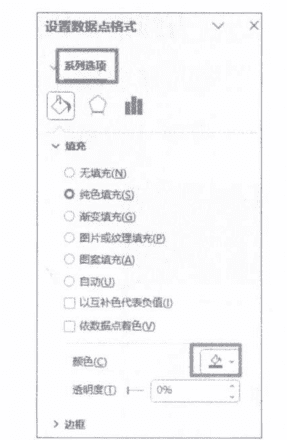 设置数据点格式
系列选项
填充
无填充(N)
纯色填充(S)
渐变填充(G)
图片或纹理填充(P)
图案填充(A)
自动(U)
以互补色代表负值(I)
依数据点着色(V)
颜色(C)
透明度(T) 0%
边框